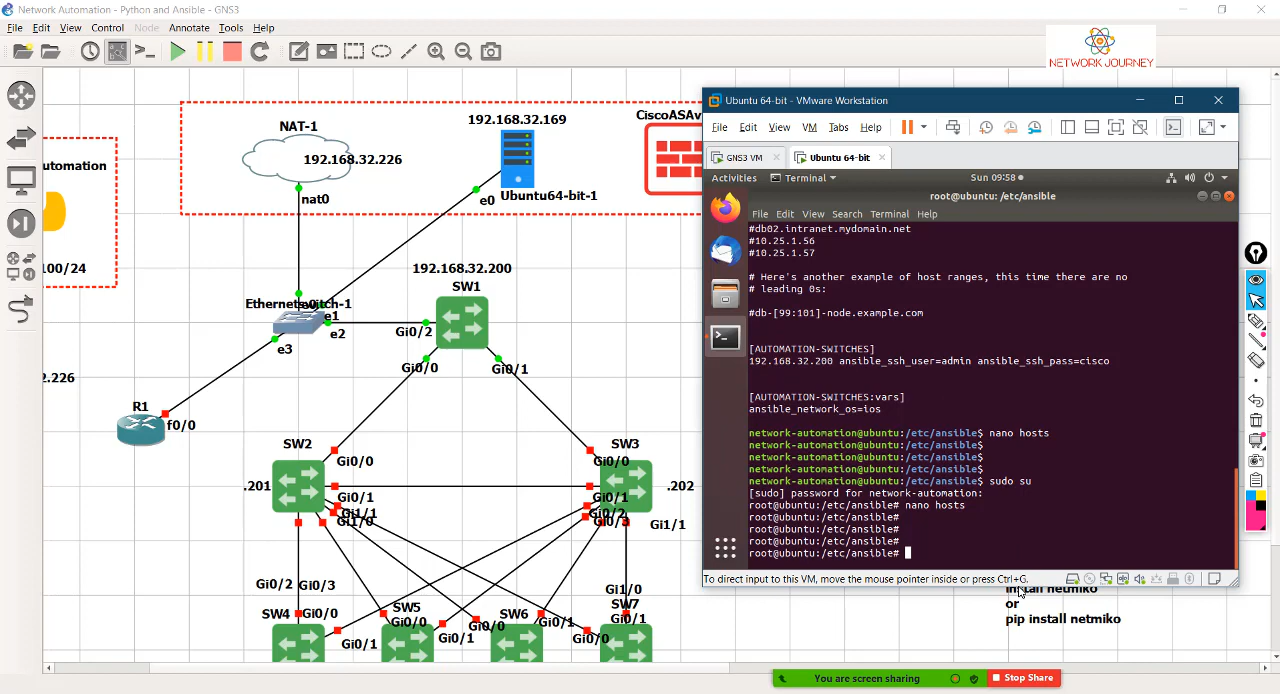 Network Automation - Python and Ansible - GNS3
File Edit View Control Node Annotate Tools Help
NETWORK JOURNEY
192.168.32.169
NAT-1
192.168.32.226
nat0
e0
Ubuntu64-bit-1
CiscoASAv
utomation
100/24
192.168.32.200
SW1
Ethernetswitch-1
e1
e2
e3
Gi0/2
Gi0/0
Gi0/1
2.226
R1
f0/0
SW2
Gi0/0
SW3
Gi0/0
.201
Gi0/1
Gi1/1
Gi1/0
Gi0/1
Gi0/2
.202
Gi1/1
Gi0/2
Gi0/3
SW4
Gi0/0
Gi0/1
SW5
Gi0/0
Gi0/1
SW6
Gi0/0
Gi0/1
Gi0/0
Gi1/0
SW7
Gi0/1
install netmiko
or
pip install netmiko
Ubuntu 64-bit - VMware Workstation
File Edit View VM Tabs Help
GNS3 VM
Ubuntu 64-bit
Activities Terminal Sun 09:58
root@ubuntu: /etc/ansible
File Edit View Search Terminal Help
#db02.intranet.mydomain.net
#10.25.1.56
#10.25.1.57
# Here's another example of host ranges, this time there are no
# leading 0s:
#db-[99:101]-node.example.com
[AUTOMATION-SWITCHES]
192.168.32.200 ansible_ssh_user=admin ansible_ssh_pass=cisco
[AUTOMATION-SWITCHES:vars]
ansible_network_os=ios
network-automation@ubuntu:/etc/ansible$ nano hosts
network-automation@ubuntu:/etc/ansible$
network-automation@ubuntu:/etc/ansible$
network-automation@ubuntu:/etc/ansible$
network-automation@ubuntu:/etc/ansible$ sudo su
[sudo] password for network-automation:
root@ubuntu:/etc/ansible# nano hosts
root@ubuntu:/etc/ansible#
root@ubuntu:/etc/ansible#
root@ubuntu:/etc/ansible#
root@ubuntu:/etc/ansible#
To direct input to this VM, move the mouse pointer inside or press Ctrl+G.
You are screen sharing
Stop Share